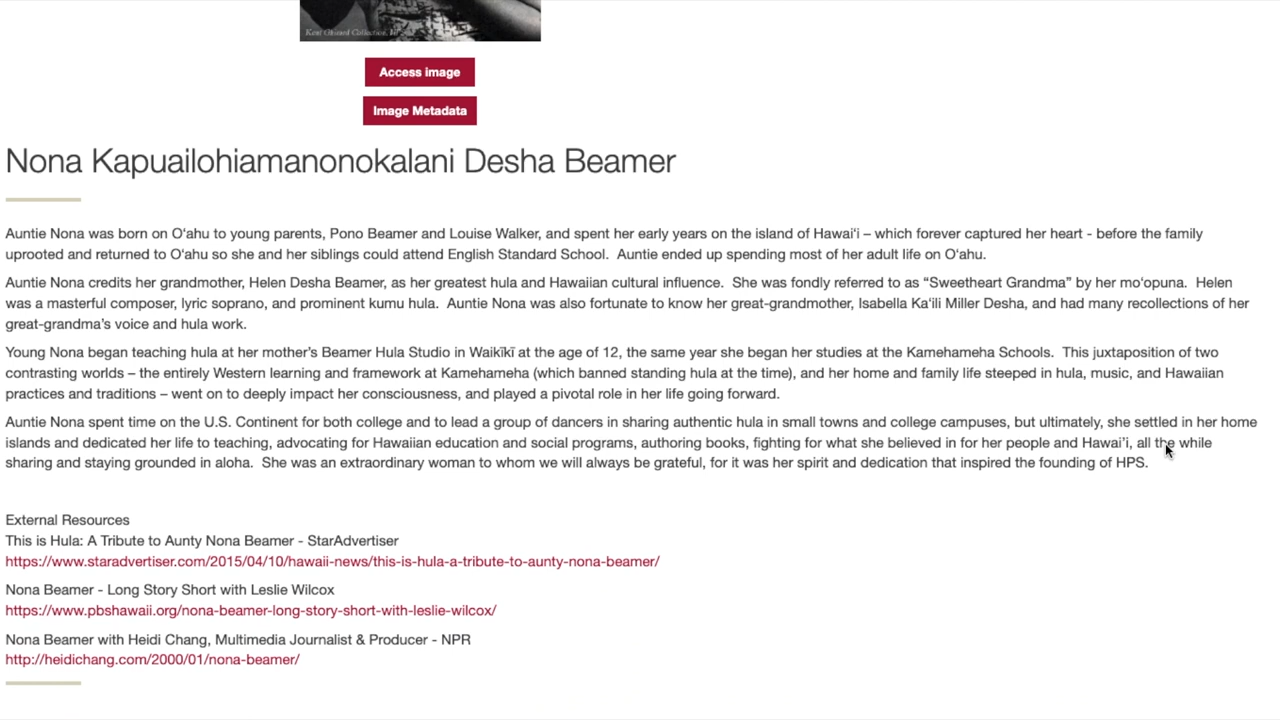 Kent Ghirard Collection, H
Access image
Image Metadata
Nona Kapuailohiamanonokalani Desha Beamer
Auntie Nona was born on Oʻahu to young parents, Pono Beamer and Louise Walker, and spent her early years on the island of Hawaiʻi – which forever captured her heart - before the family
uprooted and returned to Oʻahu so she and her siblings could attend English Standard School.  Auntie ended up spending most of her adult life on Oʻahu.
Auntie Nona credits her grandmother, Helen Desha Beamer, as her greatest hula and Hawaiian cultural influence.  She was fondly referred to as “Sweetheart Grandma” by her moʻopuna.  Helen
was a masterful composer, lyric soprano, and prominent kumu hula.  Auntie Nona was also fortunate to know her great-grandmother, Isabella Kaʻili Miller Desha, and had many recollections of her
great-grandma’s voice and hula work.
Young Nona began teaching hula at her mother’s Beamer Hula Studio in Waikīkī at the age of 12, the same year she began her studies at the Kamehameha Schools.  This juxtaposition of two
contrasting worlds – the entirely Western learning and framework at Kamehameha (which banned standing hula at the time), and her home and family life steeped in hula, music, and Hawaiian
practices and traditions – went on to deeply impact her consciousness, and played a pivotal role in her life going forward.
Auntie Nona spent time on the U.S. Continent for both college and to lead a group of dancers in sharing authentic hula in small towns and college campuses, but ultimately, she settled in her home
islands and dedicated her life to teaching, advocating for Hawaiian education and social programs, authoring books, fighting for what she believed in for her people and Hawai’i, all the while
sharing and staying grounded in aloha.  She was an extraordinary woman to whom we will always be grateful, for it was her spirit and dedication that inspired the founding of HPS.
External Resources
This is Hula: A Tribute to Aunty Nona Beamer - StarAdvertiser
https://www.staradvertiser.com/2015/04/10/hawaii-news/this-is-hula-a-tribute-to-aunty-nona-beamer/
Nona Beamer - Long Story Short with Leslie Wilcox
https://www.pbshawaii.org/nona-beamer-long-story-short-with-leslie-wilcox/
Nona Beamer with Heidi Chang, Multimedia Journalist & Producer - NPR
http://heidichang.com/2000/01/nona-beamer/